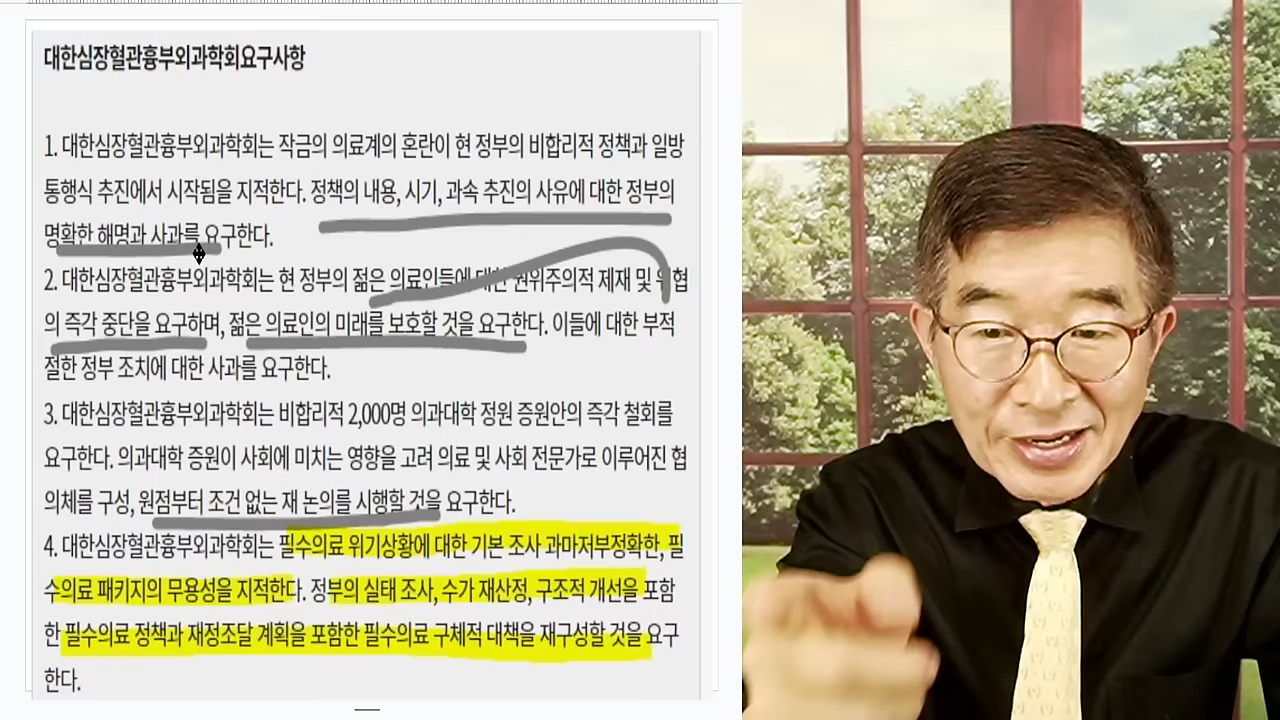 대한심장혈관흉부외과학회요구사항
1. 대한심장혈관흉부외과학회는 작금의 의료계의 혼란이 현 정부의 비합리적 정책과 일방
통행식 추진에서 시작됨을 지적한다. 정책의 내용, 시기, 과속 추진의 사유에 대한 정부의
명확한 해명과 사과를 요구한다.
2. 대한심장혈관흉부외과학회는 현 정부의 젊은 의료인들에 대한 권위주의적 제재 및 위협
의 즉각 중단을 요구하며, 젊은 의료인의 미래를 보호할 것을 요구한다. 이들에 대한 부적
절한 정부 조치에 대한 사과를 요구한다.
3. 대한심장혈관흉부외과학회는 비합리적 2,000명 의과대학 정원 증원안의 즉각 철회를
요구한다. 의과대학 증원이 사회에 미치는 영향을 고려 의료 및 사회 전문가로 이루어진 협
의체를 구성, 원점부터 조건 없는 재 논의를 시행할 것을 요구한다.
4. 대한심장혈관흉부외과학회는 필수의료 위기상황에 대한 기본 조사 과마저부정확한, 필
수의료 패키지의 무용성을 지적한다. 정부의 실태 조사, 수가 재산정, 구조적 개선을 포함
한 필수의료 정책과 재정조달 계획을 포함한 필수의료 구체적 대책을 재구성할 것을 요구
한다.